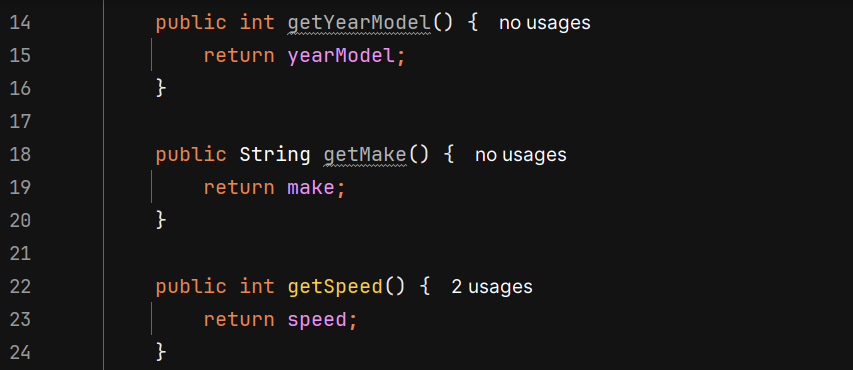 14 public int getYearModel() { no usages
15 return yearModel;
16 }
17
18 public String getMake() { no usages
19 return make;
20 }
21
22 public int getSpeed() { 2 usages
23 return speed;
24 }